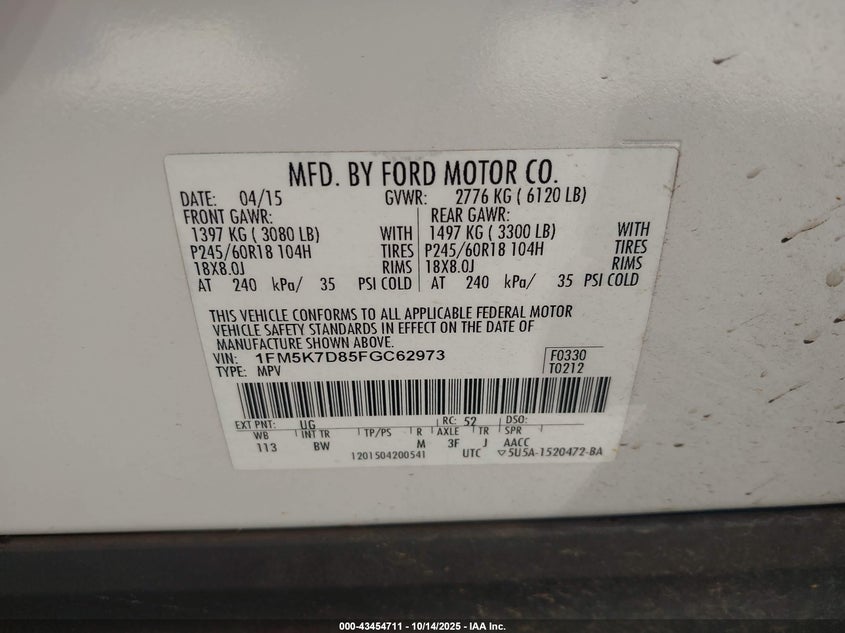 MFD. BY FORD MOTOR CO.
DATE: 04/15 GVWR: 2776 KG ( 6120 LB)
FRONT GAWR: REAR GAWR:
1397 KG ( 3080 LB) WITH 1497 KG ( 3300 LB) WITH
P245/60R18 104H TIRES P245/60R18 104H TIRES
18X8.0J RIMS 18X8.0J RIMS
AT 240 kPa/ 35 PSI COLD AT 240 kPa/ 35 PSI COLD
THIS VEHICLE CONFORMS TO ALL APPLICABLE FEDERAL MOTOR
VEHICLE SAFETY STANDARDS IN EFFECT ON THE DATE OF
MANUFACTURE SHOWN ABOVE.
VIN: 1FM5K7D85FGC62973 F0330
TYPE: MPV T0212
EXT PNT: UG RC: 52 DSO:
WB INT TR TP/PS R AXLE TR SPR
113 BW M 3F J AACC
1201504200541 UTC ▽5U5A-1520472-BA
000-43454711 - 10/14/2025 - IAA Inc.